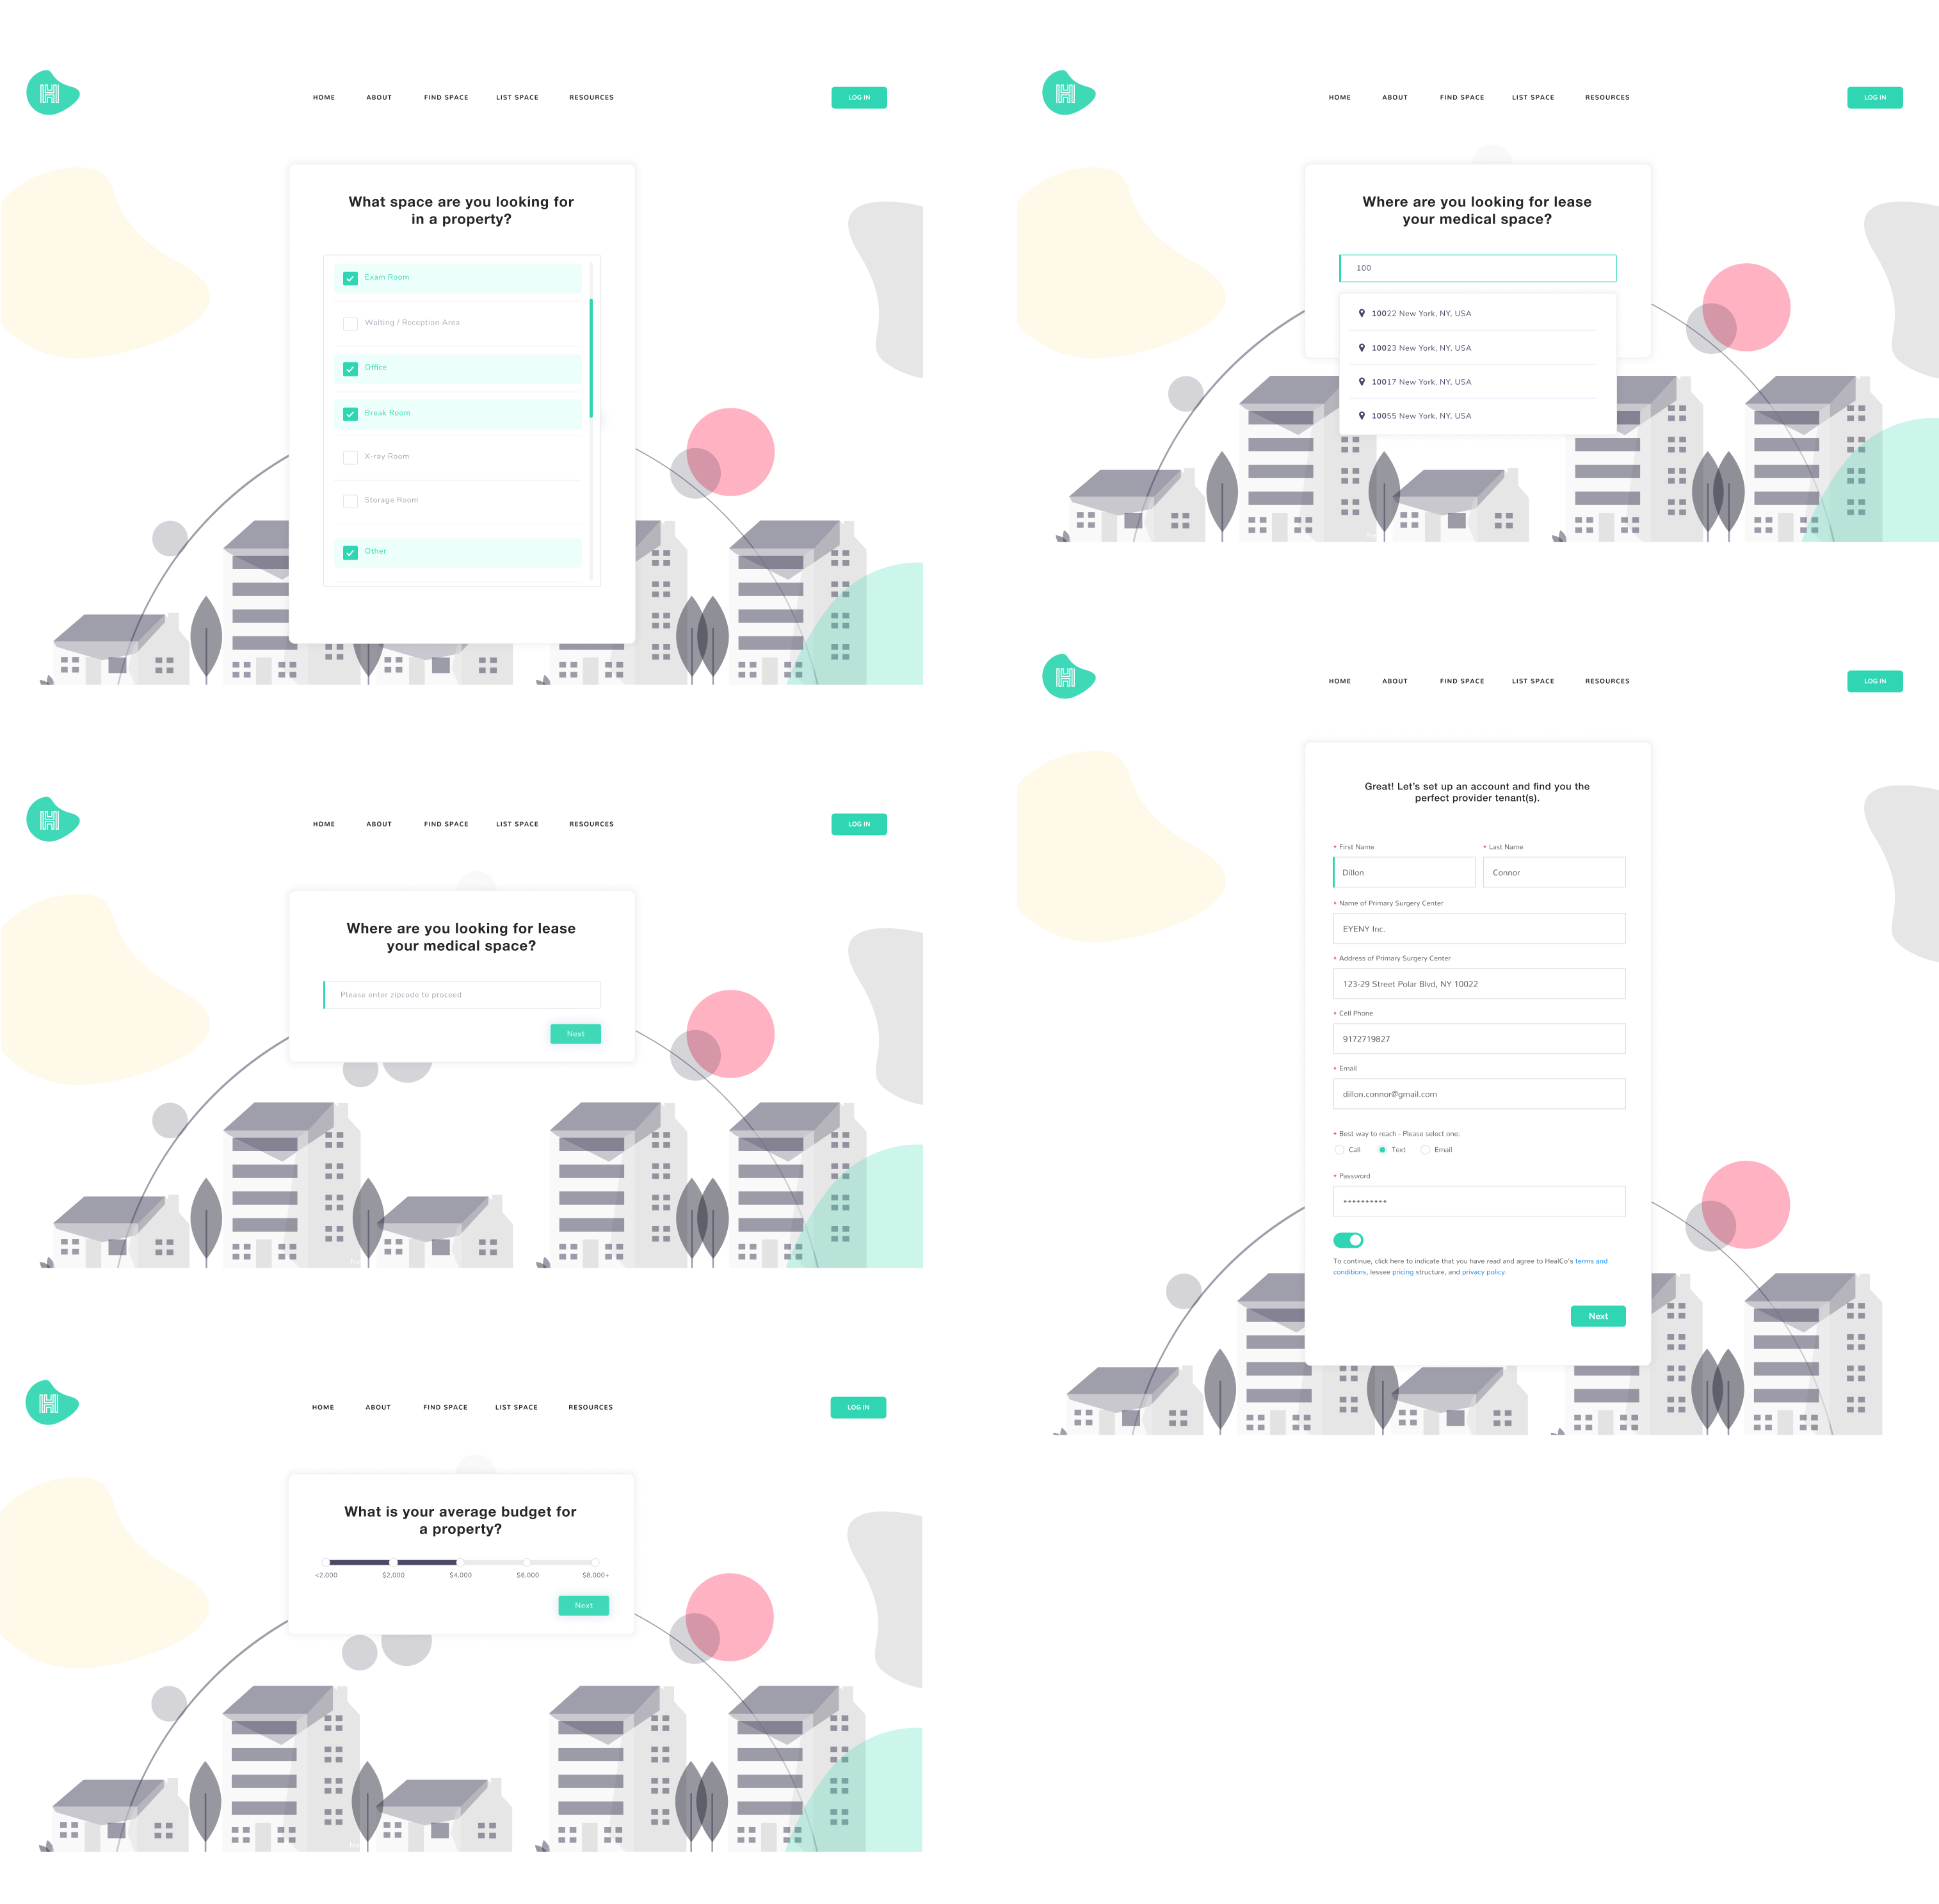 HOME ABOUT FIND SPACE LIST SPACE RESOURCES LOG IN
What space are you looking for
in a property?
Exam Room
Waiting / Reception Area
Office
Break Room
X-ray Room
Storage Room
Other
HOME ABOUT FIND SPACE LIST SPACE RESOURCES LOG IN
Where are you looking for lease
your medical space?
100
10022 New York, NY, USA
10023 New York, NY, USA
10017 New York, NY, USA
10055 New York, NY, USA
HOME ABOUT FIND SPACE LIST SPACE RESOURCES LOG IN
Where are you looking for lease
your medical space?
Please enter zipcode to proceed
Next
HOME ABOUT FIND SPACE LIST SPACE RESOURCES LOG IN
Great! Let's set up an account and find you the
perfect provider tenant(s).
* First Name * Last Name
Dillon Connor
* Name of Primary Surgery Center
EYENY Inc.
* Address of Primary Surgery Center
123-29 Street Polar Blvd, NY 10022
* Cell Phone
9172719827
* Email
dillon.connor@gmail.com
* Best way to reach - Please select one:
Call Text Email
* Password
**********
To continue, click here to indicate that you have read and agree to HealCo's terms and
conditions, lessee pricing structure, and privacy policy.
Next
HOME ABOUT FIND SPACE LIST SPACE RESOURCES LOG IN
What is your average budget for
a property?
<2,000 $2,000 $4,000 $6,000 $8,000+
Next